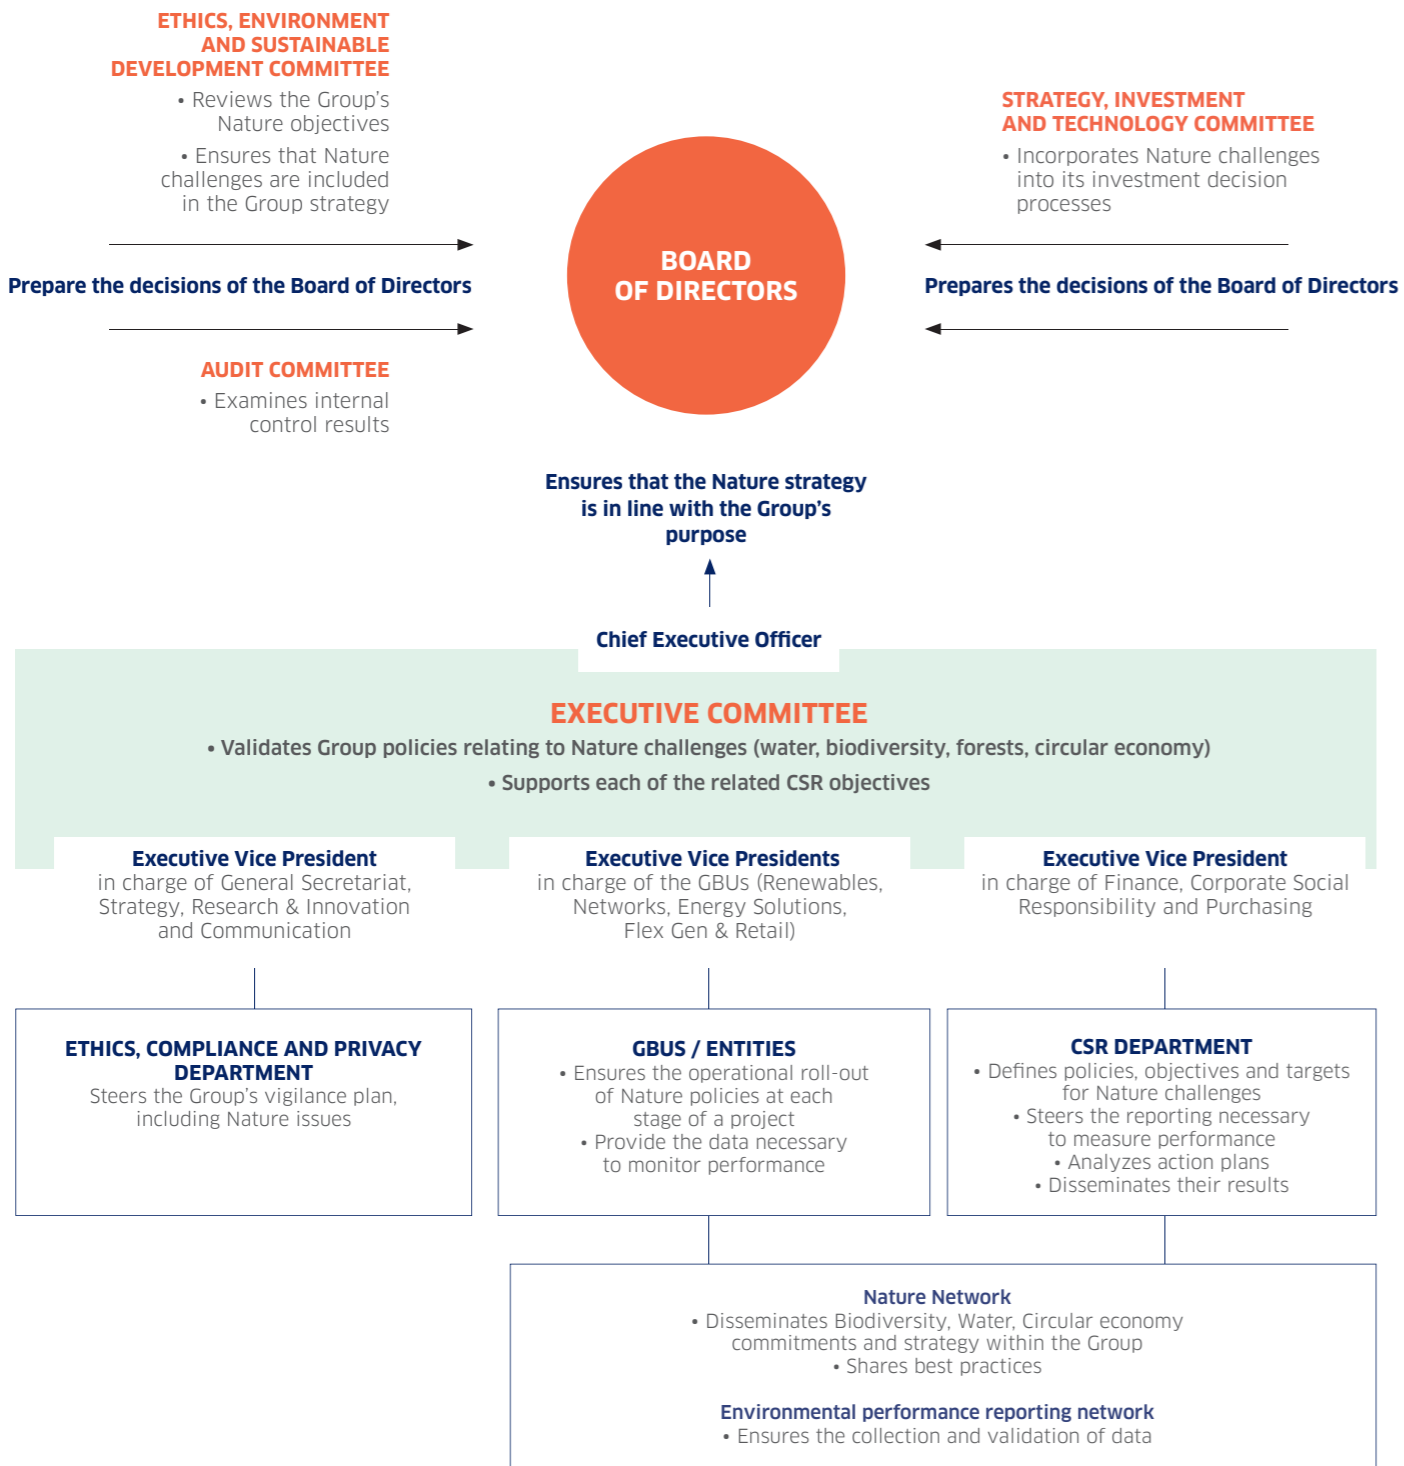 ETHICS, ENVIRONMENT
AND SUSTAINABLE
DEVELOPMENT COMMITTEE
• Reviews the Group's
Nature objectives
• Ensures that Nature
challenges are included
in the Group strategy
Prepare the decisions of the Board of Directors
AUDIT COMMITTEE
• Examines internal
control results
BOARD
OF DIRECTORS
STRATEGY, INVESTMENT
AND TECHNOLOGY COMMITTEE
• Incorporates Nature challenges
into its investment decision
processes
Prepares the decisions of the Board of Directors
Ensures that the Nature strategy
is in line with the Group's
purpose
Chief Executive Officer
EXECUTIVE COMMITTEE
• Validates Group policies relating to Nature challenges (water, biodiversity, forests, circular economy)
• Supports each of the related CSR objectives
Executive Vice President
in charge of General Secretariat,
Strategy, Research & Innovation
and Communication
Executive Vice Presidents
in charge of the GBUs (Renewables,
Networks, Energy Solutions,
Flex Gen & Retail)
Executive Vice President
in charge of Finance, Corporate Social
Responsibility and Purchasing
ETHICS, COMPLIANCE AND PRIVACY
DEPARTMENT
Steers the Group's vigilance plan,
including Nature issues
GBUS / ENTITIES
• Ensures the operational roll-out
of Nature policies at each
stage of a project
• Provide the data necessary
to monitor performance
CSR DEPARTMENT
• Defines policies, objectives and targets
for Nature challenges
• Steers the reporting necessary
to measure performance
• Analyzes action plans
• Disseminates their results
Nature Network
• Disseminates Biodiversity, Water, Circular economy
commitments and strategy within the Group
• Shares best practices
Environmental performance reporting network
• Ensures the collection and validation of data